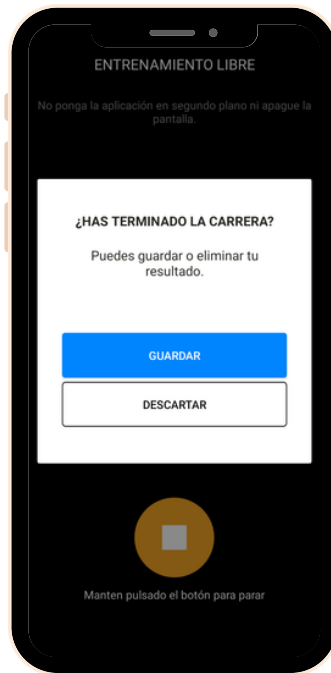 ENTRENAMIENTO LIBRE
No ponga la aplicación en segundo plano ni apague la
pantalla.
¿HAS TERMINADO LA CARRERA?
Puedes guardar o eliminar tu
resultado.
GUARDAR
DESCARTAR
Manten pulsado el botón para parar